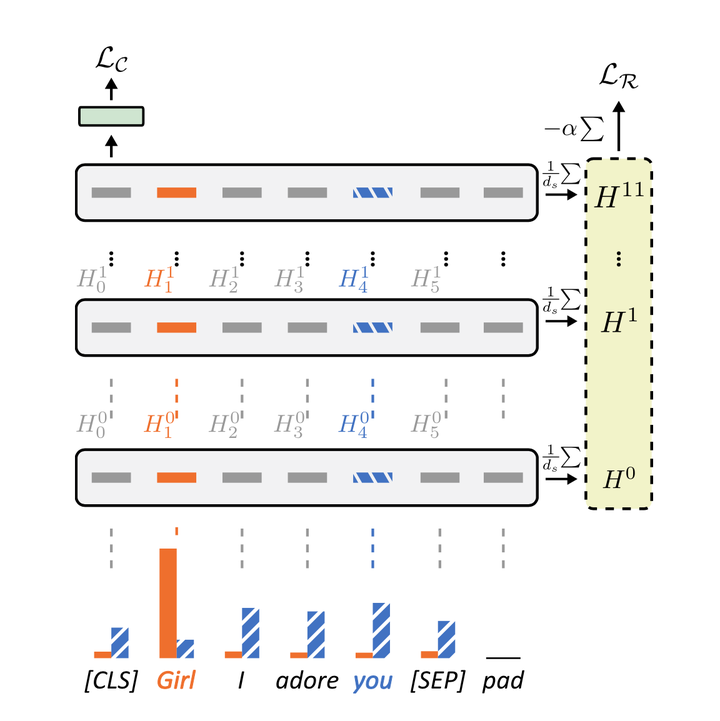 $\mathcal{L}_{\mathcal{C}}$
$\mathcal{L}_{\mathcal{R}}$
$-\alpha\sum$
$\frac{1}{d_s}\sum$ $H^{11}$
$H_0^1$ $H_1^1$ $H_2^1$ $H_3^1$ $H_4^1$ $H_5^1$
$\frac{1}{d_s}\sum$ $H^1$
$H_0^0$ $H_1^0$ $H_2^0$ $H_3^0$ $H_4^0$ $H_5^0$
$\frac{1}{d_s}\sum$ $H^0$
[CLS] Girl I adore you [SEP] pad